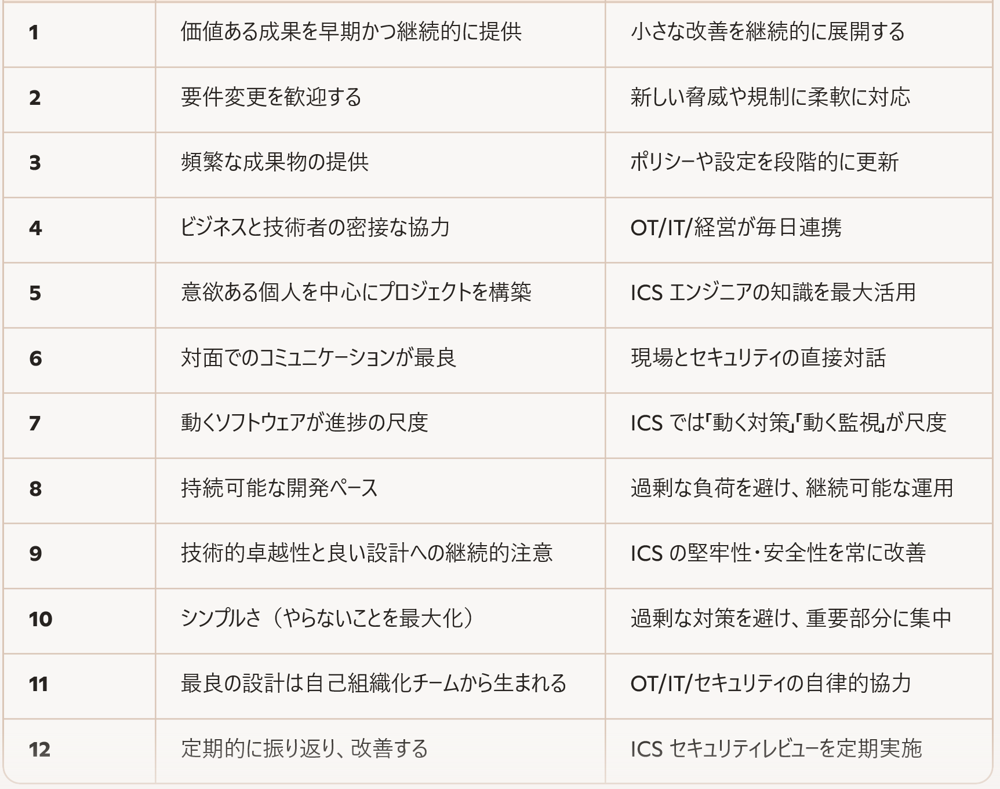 1 価値ある成果を早期かつ継続的に提供 小さな改善を継続的に展開する
2 要件変更を歓迎する 新しい脅威や規制に柔軟に対応
3 頻繁な成果物の提供 ポリシーや設定を段階的に更新
4 ビジネスと技術者の密接な協力 OT/IT/経営が毎日連携
5 意欲ある個人を中心にプロジェクトを構築 ICS エンジニアの知識を最大活用
6 対面でのコミュニケーションが最良 現場とセキュリティの直接対話
7 動くソフトウェアが進捗の尺度 ICS では「動く対策」「動く監視」が尺度
8 持続可能な開発ペース 過剰な負荷を避け、継続可能な運用
9 技術的卓越性と良い設計への継続的注意 ICS の堅牢性・安全性を常に改善
10 シンプルさ（やらないことを最大化） 過剰な対策を避け、重要部分に集中
11 最良の設計は自己組織化チームから生まれる OT/IT/セキュリティの自律的協力
12 定期的に振り返り、改善する ICS セキュリティレビューを定期実施